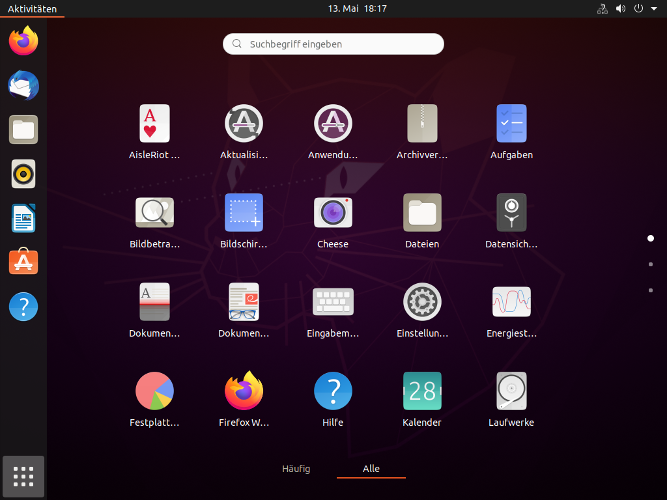 Aktivitäten
13. Mai 18:17
Suchbegriff eingeben
AisleRiot ...
Aktualisi...
Anwendu...
Archivver...
Aufgaben
Bildbetra...
Bildschir...
Cheese
Dateien
Datensich...
Dokumen...
Dokumen...
Eingabem...
Einstellun...
Energiest...
Festplatt...
Firefox W...
Hilfe
28
Kalender
Laufwerke
Häufig
Alle